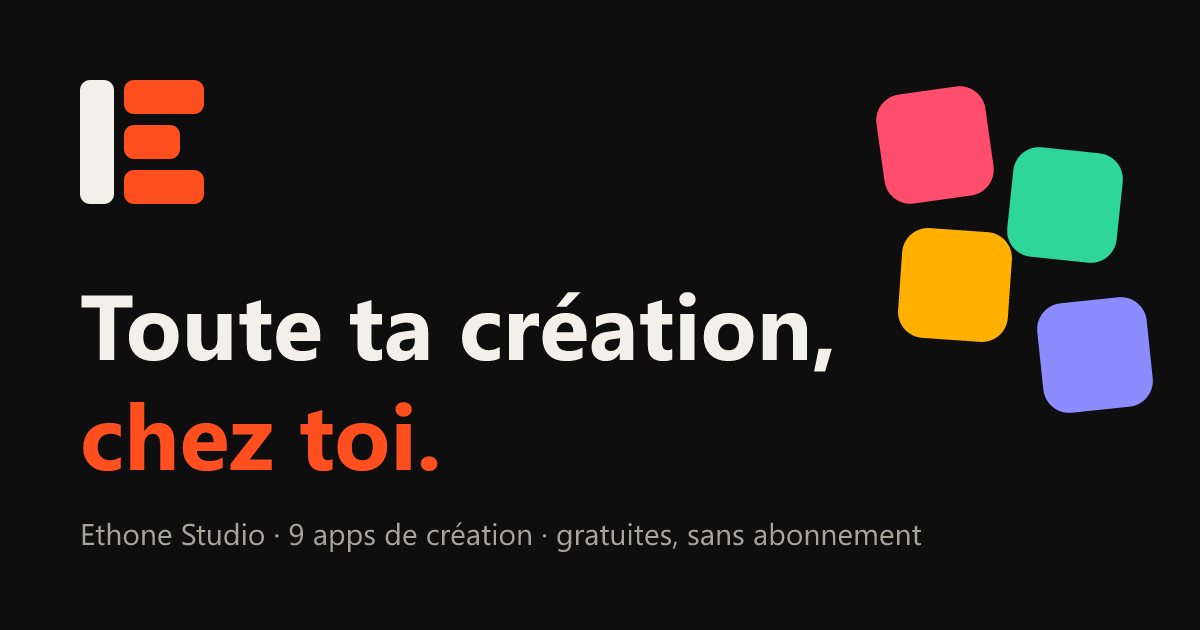 Toute ta création,
chez toi.
Ethone Studio · 9 apps de création · gratuites, sans abonnement